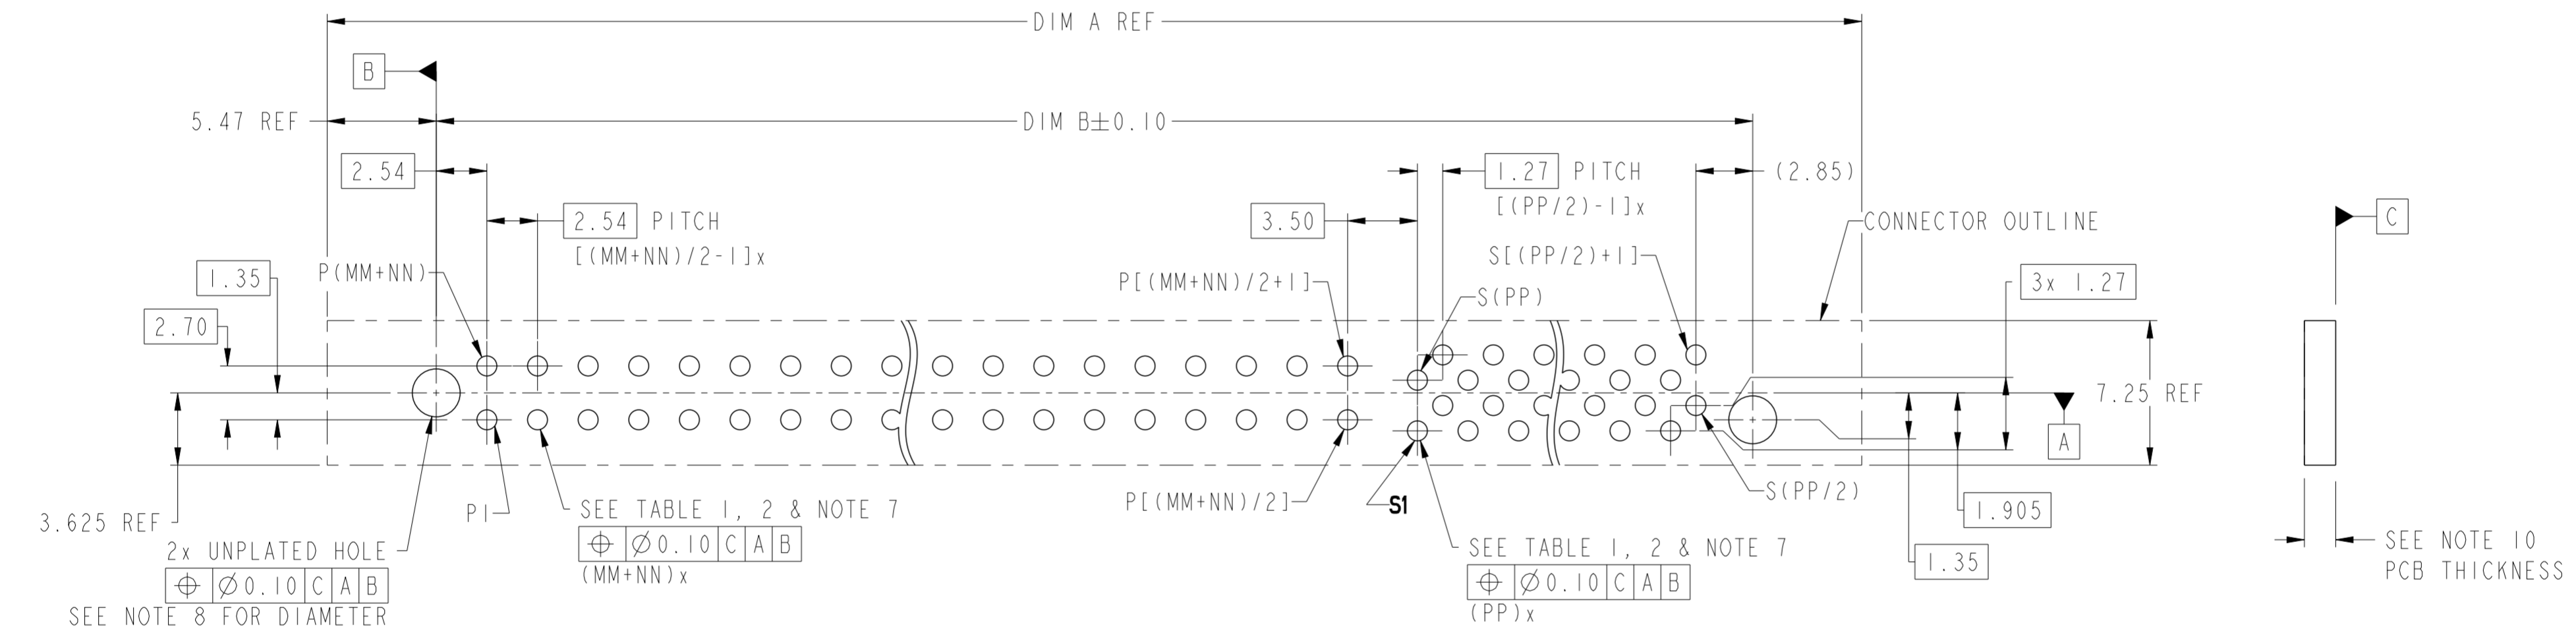 DIM A REF
B
5.47 REF
DIM B±0.10
2.54
1.27 PITCH
[(PP/2)-1]x
(2.85)
2.54 PITCH
[(MM+NN)/2-1]x
3.50
CONNECTOR OUTLINE
C
1.35
P(MM+NN)
P[(MM+NN)/2+1]
S[(PP/2)+1]
S(PP)
3x 1.27
2.70
7.25 REF
A
3.625 REF
P1
SEE TABLE 1, 2 & NOTE 7
⌖ Ø0.10 C A B
(MM+NN)x
P[(MM+NN)/2]
S1
S(PP/2)
1.905
1.35
2x UNPLATED HOLE
⌖ Ø0.10 C A B
SEE NOTE 8 FOR DIAMETER
SEE TABLE 1, 2 & NOTE 7
⌖ Ø0.10 C A B
(PP)x
SEE NOTE 10
PCB THICKNESS